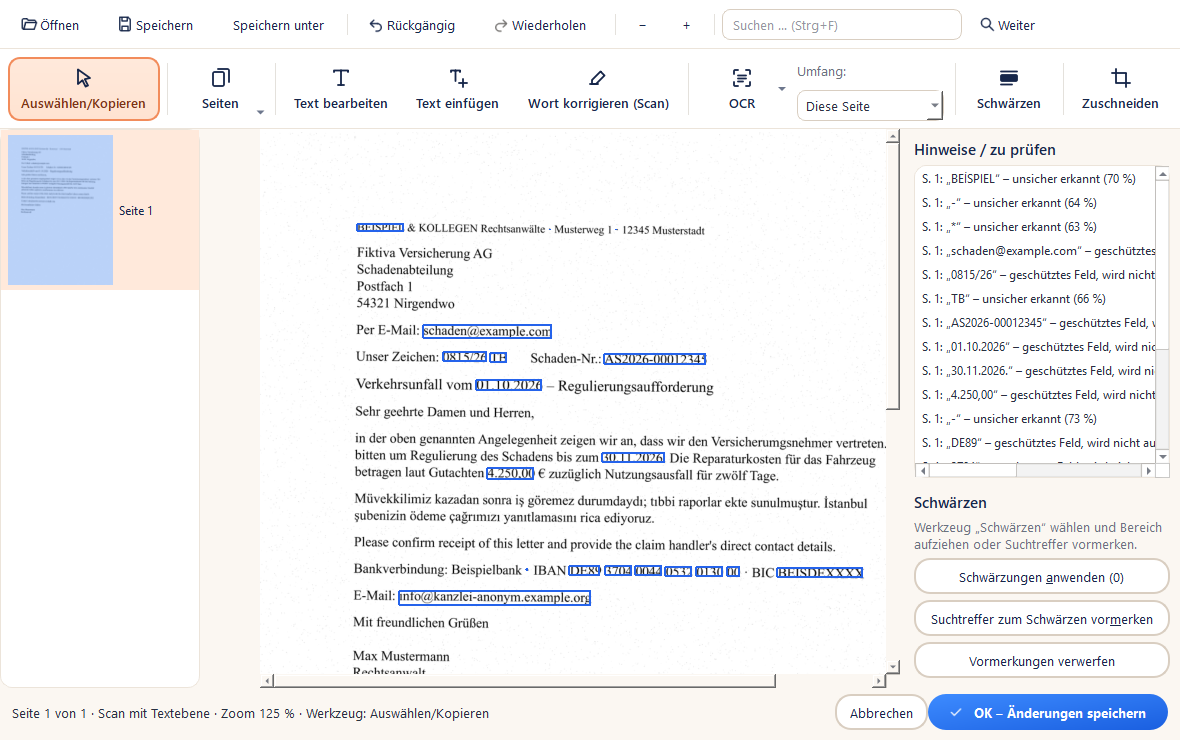 Öffnen Speichern Speichern unter Rückgängig Wiederholen − + Suchen ... (Strg+F) Weiter
Auswählen/Kopieren Seiten Text bearbeiten Text einfügen Wort korrigieren (Scan) OCR Umfang: Diese Seite Schwärzen Zuschneiden
Seite 1
BEISPIEL & KOLLEGEN Rechtsanwälte · Musterweg 1 - 12345 Musterstadt
Fiktiva Versicherung AG
Schadenabteilung
Postfach 1
54321 Nirgendwo
Per E-Mail: schaden@example.com
Unser Zeichen: 0815/26 TB Schaden-Nr.: AS2026-00012345
Verkehrsunfall vom 01.10.2026 – Regulierungsaufforderung
Sehr geehrte Damen und Herren,
in der oben genannten Angelegenheit zeigen wir an, dass wir den Versicherumgsnehmer vertreten.
bitten um Regulierung des Schadens bis zum 30.11.2026. Die Reparaturkosten für das Fahrzeug
betragen laut Gutachten 4.250,00 € zuzüglich Nutzungsausfall für zwölf Tage.
Müvekkilimiz kazadan sonra iş göremez durumdaydı; tıbbi raporlar ekte sunulmuştur. İstanbul
şubenizin ödeme çağrımızı yanıtlamasını rica ediyoruz.
Please confirm receipt of this letter and provide the claim handler's direct contact details.
Bankverbindung: Beispielbank · IBAN DE89 3704 0044 0532 0130 00 · BIC BEISDEXXXX
E-Mail: info@kanzlei-anonym.example.org
Mit freundlichen Grüßen
Max Mustermann
Rechtsanwalt
Hinweise / zu prüfen
S. 1: „BEİSPIEL“ – unsicher erkannt (70 %)
S. 1: „-“ – unsicher erkannt (64 %)
S. 1: „*“ – unsicher erkannt (63 %)
S. 1: „schaden@example.com“ – geschütztes
S. 1: „0815/26“ – geschütztes Feld, wird nicht
S. 1: „TB“ – unsicher erkannt (66 %)
S. 1: „AS2026-00012345“ – geschütztes Feld, w
S. 1: „01.10.2026“ – geschütztes Feld, wird nic
S. 1: „30.11.2026.“ – geschütztes Feld, wird ni
S. 1: „4.250,00“ – geschütztes Feld, wird nicht
S. 1: „-“ – unsicher erkannt (73 %)
S. 1: „DE89“ – geschütztes Feld, wird nicht au
Schwärzen
Werkzeug „Schwärzen“ wählen und Bereich
aufziehen oder Suchtreffer vormerken.
Schwärzungen anwenden (0)
Suchtreffer zum Schwärzen vormerken
Vormerkungen verwerfen
Seite 1 von 1 · Scan mit Textebene · Zoom 125 % · Werkzeug: Auswählen/Kopieren
Abbrechen
OK – Änderungen speichern